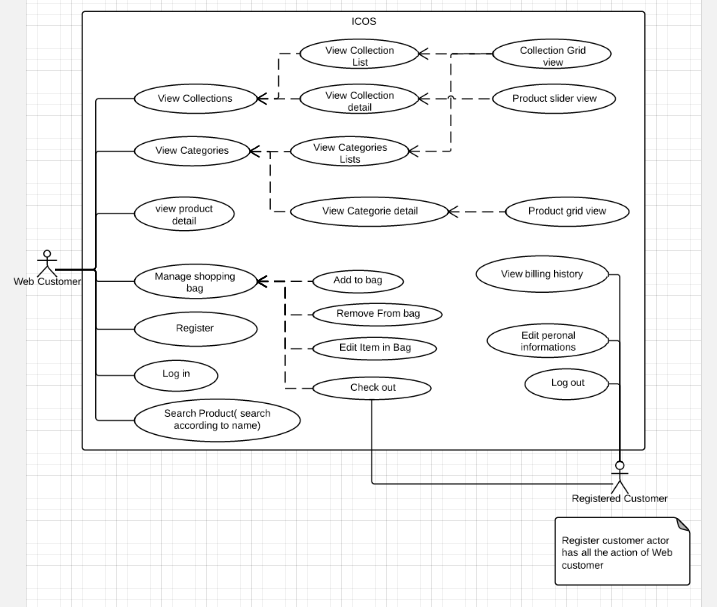 ICOS
View Collection
List
Collection Grid
view
View Collections
View Collection
detail
Product slider view
View Categories
View Categories
Lists
view product
detail
View Categorie detail
Product grid view
Web Customer
Manage shopping
bag
Add to bag
View billing history
Remove From bag
Register
Edit Item in Bag
Edit peronal
informations
Log in
Check out
Log out
Search Product( search
according to name)
Registered Customer
Register customer actor
has all the action of Web
customer